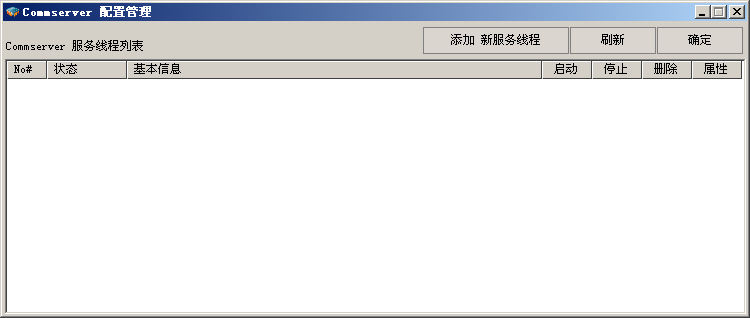 Commserver 配置管理
Commserver 服务线程列表 添加 新服务线程 刷新 确定
No# 状态 基本信息 启动 停止 删除 属性